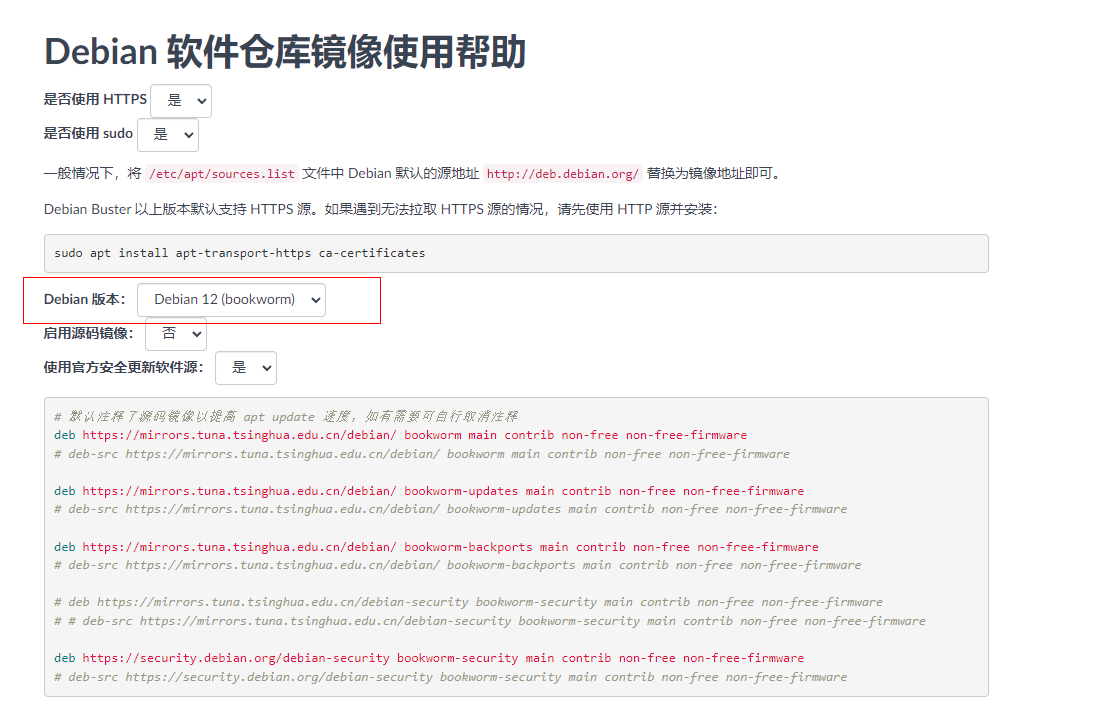 Debian 软件仓库镜像使用帮助
是否使用 HTTPS 是
是否使用 sudo 是
一般情况下，将 /etc/apt/sources.list 文件中 Debian 默认的源地址 http://deb.debian.org/ 替换为镜像地址即可。
Debian Buster 以上版本默认支持 HTTPS 源。如果遇到无法拉取 HTTPS 源的情况，请先使用 HTTP 源并安装：
sudo apt install apt-transport-https ca-certificates
Debian 版本： Debian 12 (bookworm)
启用源码镜像： 否
使用官方安全更新软件源： 是
# 默认注释了源码镜像以提高 apt update 速度，如有需要可自行取消注释
deb https://mirrors.tuna.tsinghua.edu.cn/debian/ bookworm main contrib non-free non-free-firmware
# deb-src https://mirrors.tuna.tsinghua.edu.cn/debian/ bookworm main contrib non-free non-free-firmware
deb https://mirrors.tuna.tsinghua.edu.cn/debian/ bookworm-updates main contrib non-free non-free-firmware
# deb-src https://mirrors.tuna.tsinghua.edu.cn/debian/ bookworm-updates main contrib non-free non-free-firmware
deb https://mirrors.tuna.tsinghua.edu.cn/debian/ bookworm-backports main contrib non-free non-free-firmware
# deb-src https://mirrors.tuna.tsinghua.edu.cn/debian/ bookworm-backports main contrib non-free non-free-firmware
# deb https://mirrors.tuna.tsinghua.edu.cn/debian-security bookworm-security main contrib non-free non-free-firmware
# # deb-src https://mirrors.tuna.tsinghua.edu.cn/debian-security bookworm-security main contrib non-free non-free-firmware
deb https://security.debian.org/debian-security bookworm-security main contrib non-free non-free-firmware
# deb-src https://security.debian.org/debian-security bookworm-security main contrib non-free non-free-firmware